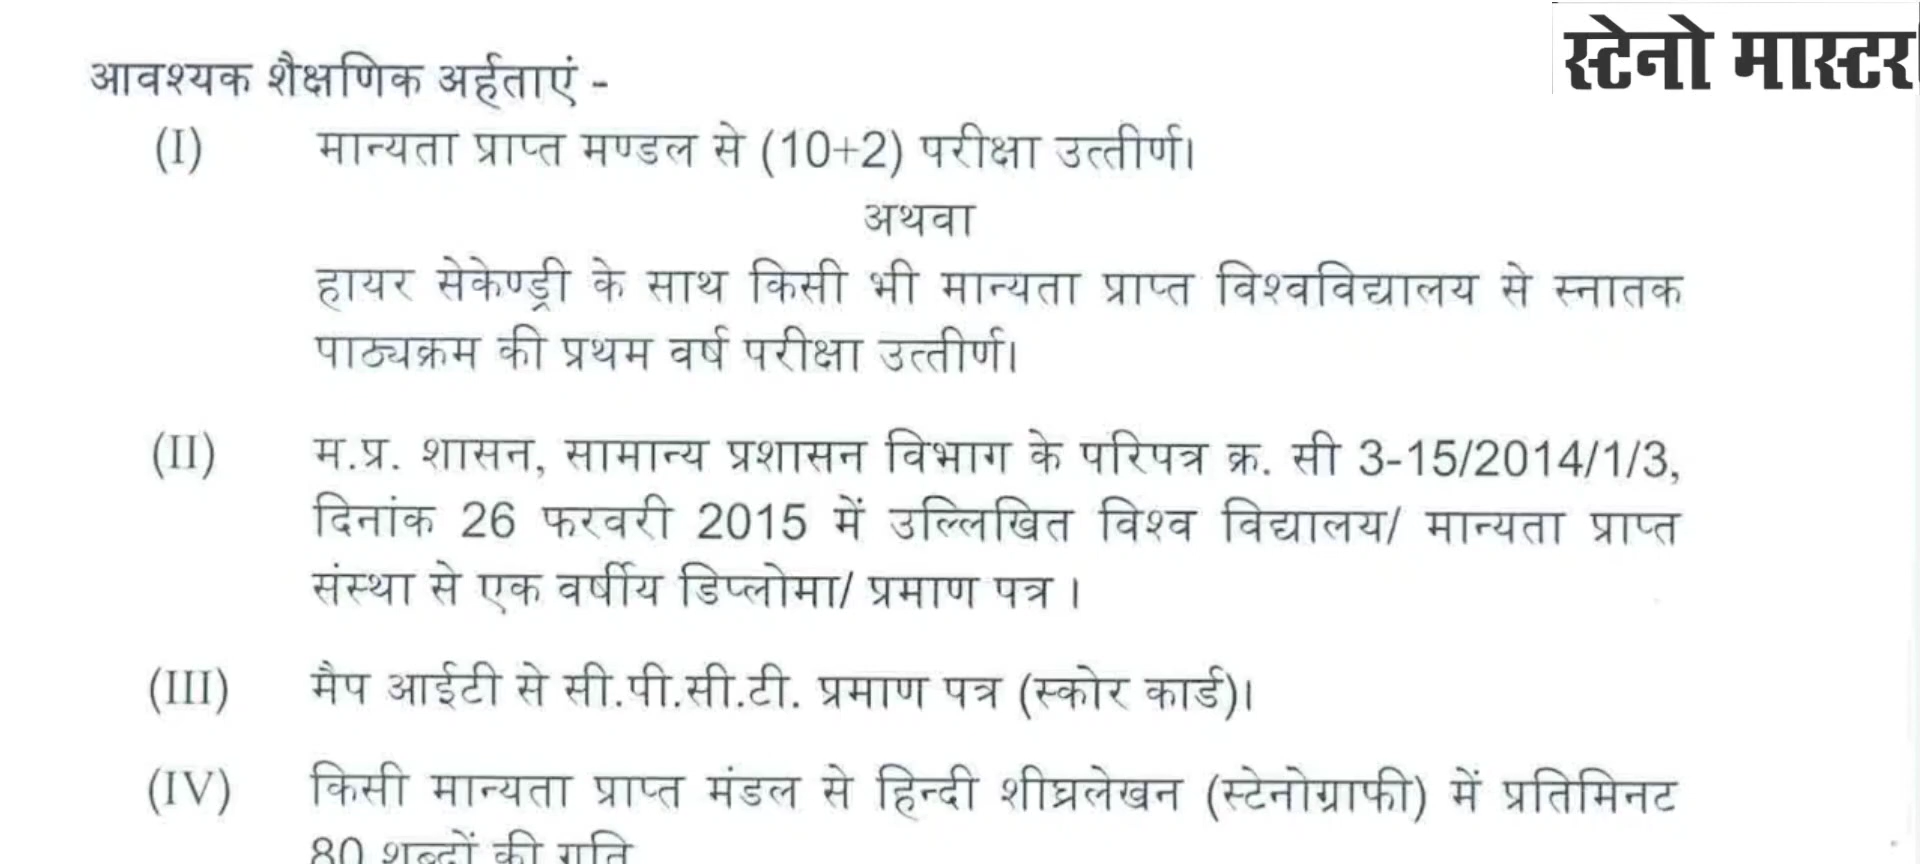 स्टेनो मास्टर
आवश्यक शैक्षणिक अर्हताएं -
(I) मान्यता प्राप्त मण्डल से (10+2) परीक्षा उत्तीर्ण।
अथवा
हायर सेकेण्ड्री के साथ किसी भी मान्यता प्राप्त विश्वविद्यालय से स्नातक
पाठ्यक्रम की प्रथम वर्ष परीक्षा उत्तीर्ण।
(II) म.प्र. शासन, सामान्य प्रशासन विभाग के परिपत्र क्र. सी 3-15/2014/1/3,
दिनांक 26 फरवरी 2015 में उल्लिखित विश्व विद्यालय/ मान्यता प्राप्त
संस्था से एक वर्षीय डिप्लोमा/ प्रमाण पत्र ।
(III) मैप आईटी से सी.पी.सी.टी. प्रमाण पत्र (स्कोर कार्ड)।
(IV) किसी मान्यता प्राप्त मंडल से हिन्दी शीघ्रलेखन (स्टेनोग्राफी) में प्रतिमिनट
80 शब्दों की गति